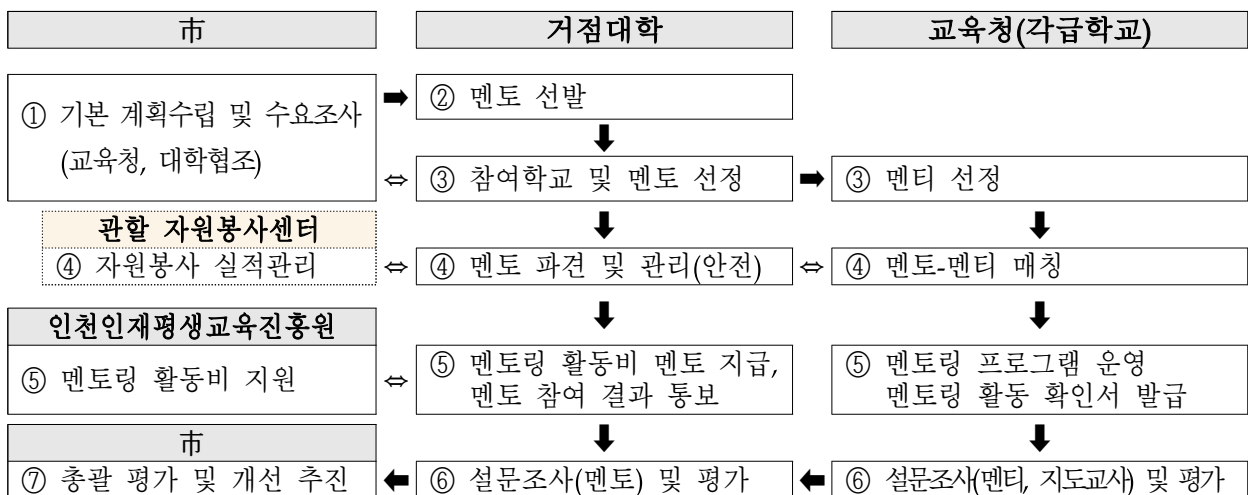 市
거점대학
교육청(각급학교)
① 기본 계획수립 및 수요조사
(교육청, 대학협조)
② 멘토 선발
③ 참여학교 및 멘토 선정
③ 멘티 선정
관할 자원봉사센터
④ 자원봉사 실적관리
④ 멘토 파견 및 관리(안전)
④ 멘토-멘티 매칭
인천인재평생교육진흥원
⑤ 멘토링 활동비 지원
⑤ 멘토링 활동비 멘토 지급,
멘토 참여 결과 통보
⑤ 멘토링 프로그램 운영
멘토링 활동 확인서 발급
市
⑦ 총괄 평가 및 개선 추진
⑥ 설문조사(멘토) 및 평가
⑥ 설문조사(멘티, 지도교사) 및 평가